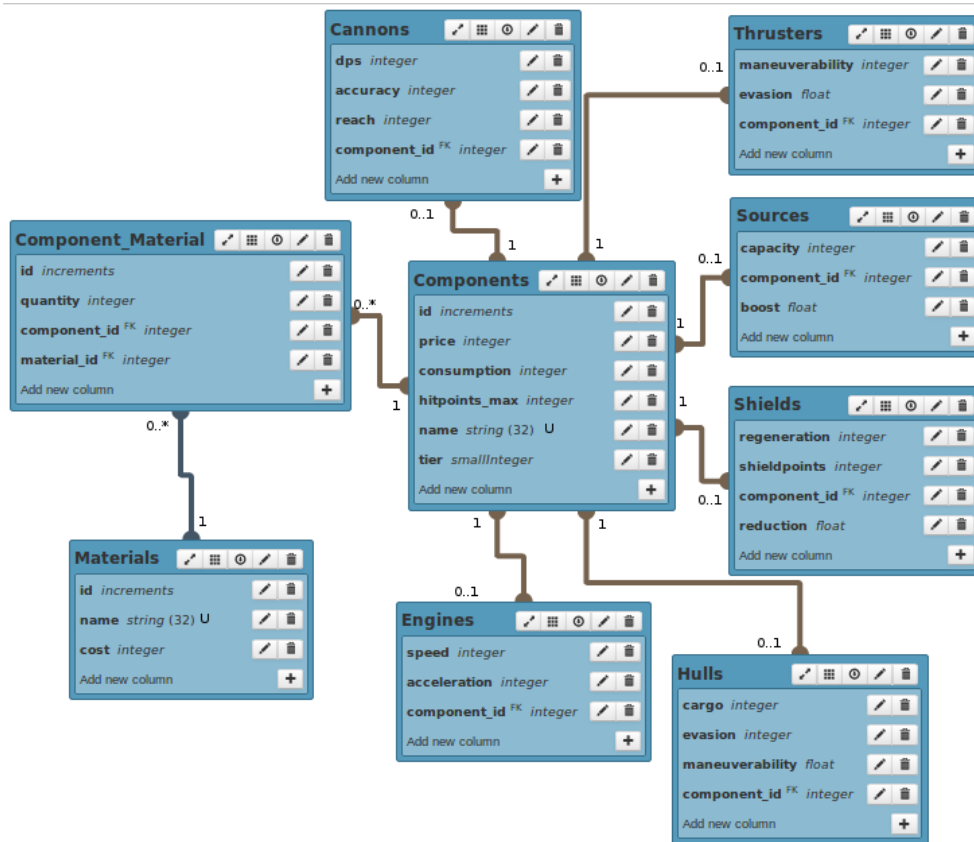 Cannons
dps integer
accuracy integer
reach integer
component_id FK integer
Add new column
0..1
1
Thrusters
maneuverability integer
evasion float
component_id FK integer
Add new column
0..1
1
Component_Material
id increments
quantity integer
component_id FK integer
material_id FK integer
Add new column
0..*
1
0..*
1
Components
id increments
price integer
consumption integer
hitpoints_max integer
name string (32) U
tier smallInteger
Add new column
Sources
capacity integer
component_id FK integer
boost float
Add new column
0..1
1
Shields
regeneration integer
shieldpoints integer
component_id FK integer
reduction float
Add new column
1
0..1
Materials
id increments
name string (32) U
cost integer
Add new column
1
0..1
Engines
speed integer
acceleration integer
component_id FK integer
Add new column
1
0..1
Hulls
cargo integer
evasion integer
maneuverability float
component_id FK integer
Add new column